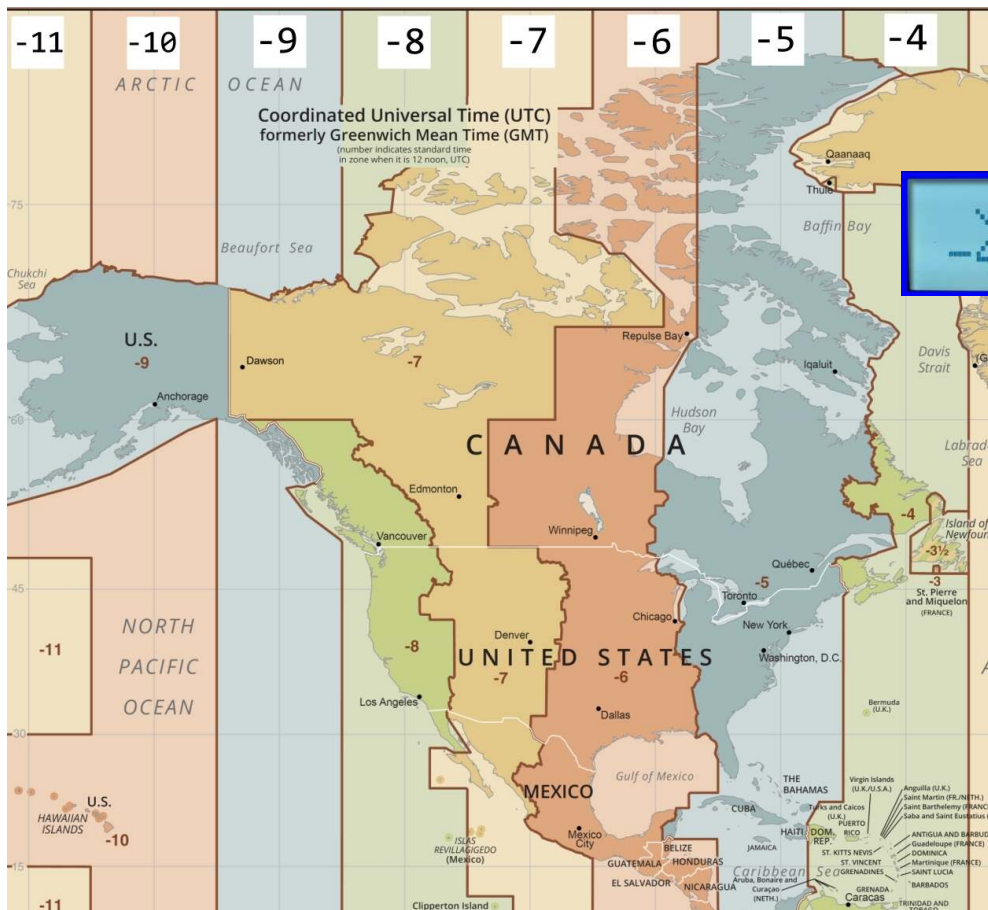 -11 -10 -9 -8 -7 -6 -5 -4
ARCTIC OCEAN
Coordinated Universal Time (UTC)
formerly Greenwich Mean Time (GMT)
(number indicates standard time
in zone when it is 12 noon, UTC)
Qaanaaq
Thule
75
Baffin Bay
Beaufort Sea
Chukchi
Sea
U.S.
-9
Repulse Bay
Dawson
-7
Iqaluit
Davis
Strait
Anchorage
Hudson
Bay
60
CANADA
Edmonton
-4
Winnipeg
Vancouver
-3½
Québec
-5
-3
45
Toronto
St. Pierre
and Miquelon
(FRANCE)
Chicago
New York
NORTH
PACIFIC
OCEAN
-11
Denver
-8
UNITED STATES
-7
-6
Washington, D.C.
Los Angeles
Dallas
Bermuda
(U.K.)
30
Gulf of Mexico
THE
BAHAMAS
Virgin Islands
(U.K./U.S.A.)
Anguilla (U.K.)
Saint Martin (FR./NETH.)
MEXICO
U.S.
HAWAIIAN
ISLANDS
-10
CUBA
Turks and Caicos
(U.K.)
PUERTO
RICO
HAITI
DOM.
REP.
Mexico
City
ISLAS
REVILLAGIGEDO
(Mexico)
JAMAICA
BELIZE
ST. KITTS NEVIS
Guadeloupe (FRANCE)
DOMINICA
Martinique (FRANCE)
SAINT LUCIA
ST. VINCENT
GRENADINES
BARBADOS
GRENADA
GUATEMALA
HONDURAS
15
Caribbean Sea
Aruba, Bonaire and
Curaçao
(NETH.)
EL SALVADOR
NICARAGUA
Caracas
-11
Clipperton Island